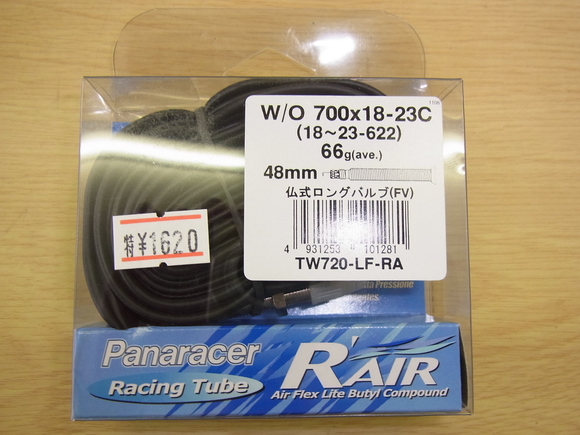 W/O 700x18-23C
(18~23-622)
66g(ave.)
48mm
仏式ロングバルブ(FV)
4 931253 101281
TW720-LF-RA
特¥1620
Pressione
Panaracer
Racing Tube
R'AIR
Air Flex Lite Butyl Compound